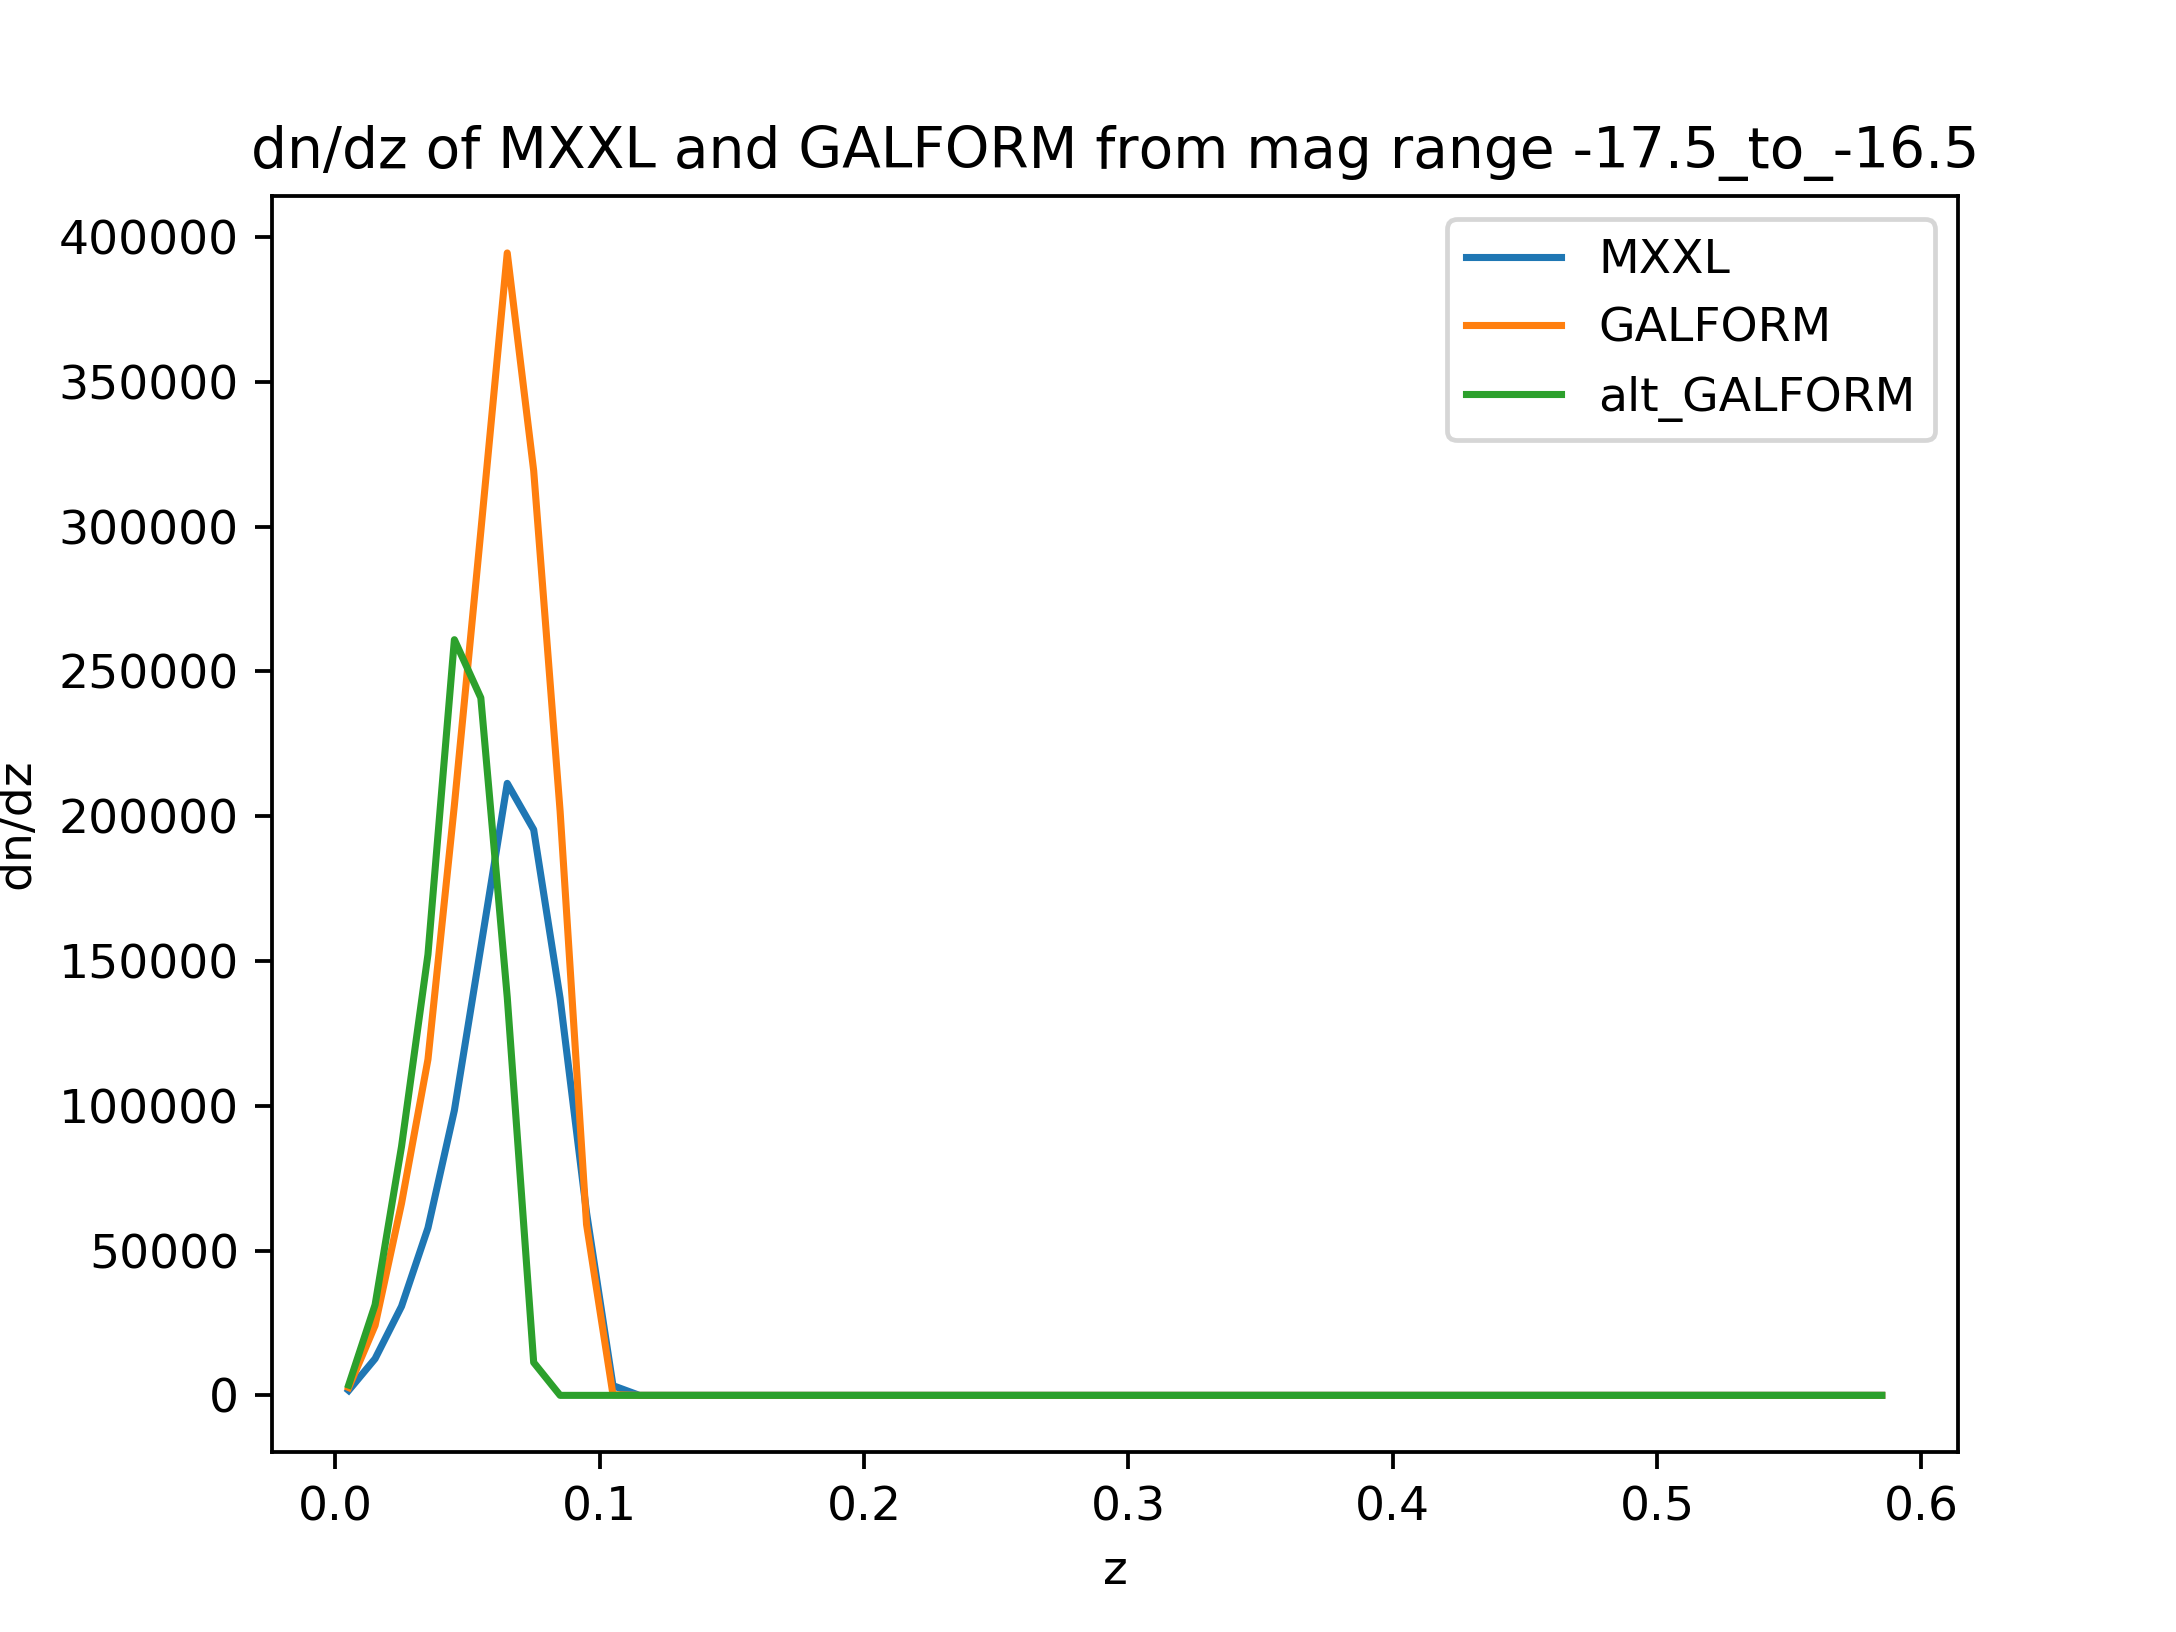 dn/dz of MXXL and GALFORM from mag range -17.5_to_-16.5
MXXL
GALFORM
alt_GALFORM
400000
350000
300000
250000
200000
150000
100000
50000
0
dn/dz
0.0 0.1 0.2 0.3 0.4 0.5 0.6
z